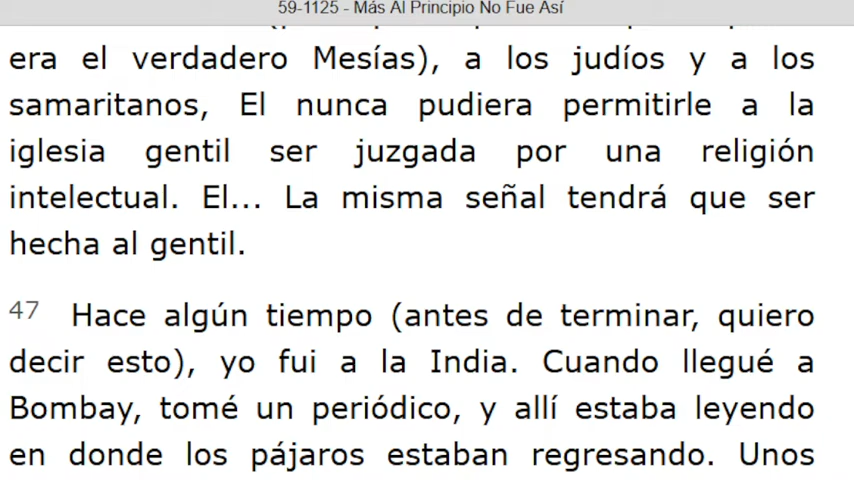 59-1125 - Más Al Principio No Fue Así
era el verdadero Mesías), a los judíos y a los
samaritanos, El nunca pudiera permitirle a la
iglesia gentil ser juzgada por una religión
intelectual. El... La misma señal tendrá que ser
hecha al gentil.
47 Hace algún tiempo (antes de terminar, quiero
decir esto), yo fui a la India. Cuando llegué a
Bombay, tomé un periódico, y allí estaba leyendo
en donde los pájaros estaban regresando. Unos